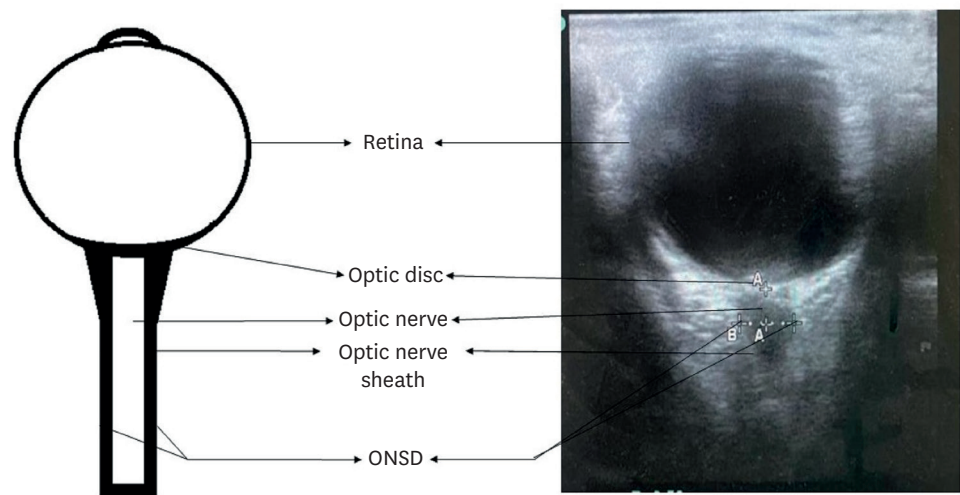 Retina
Optic disc
Optic nerve
Optic nerve
sheath
ONSD
A
B
A